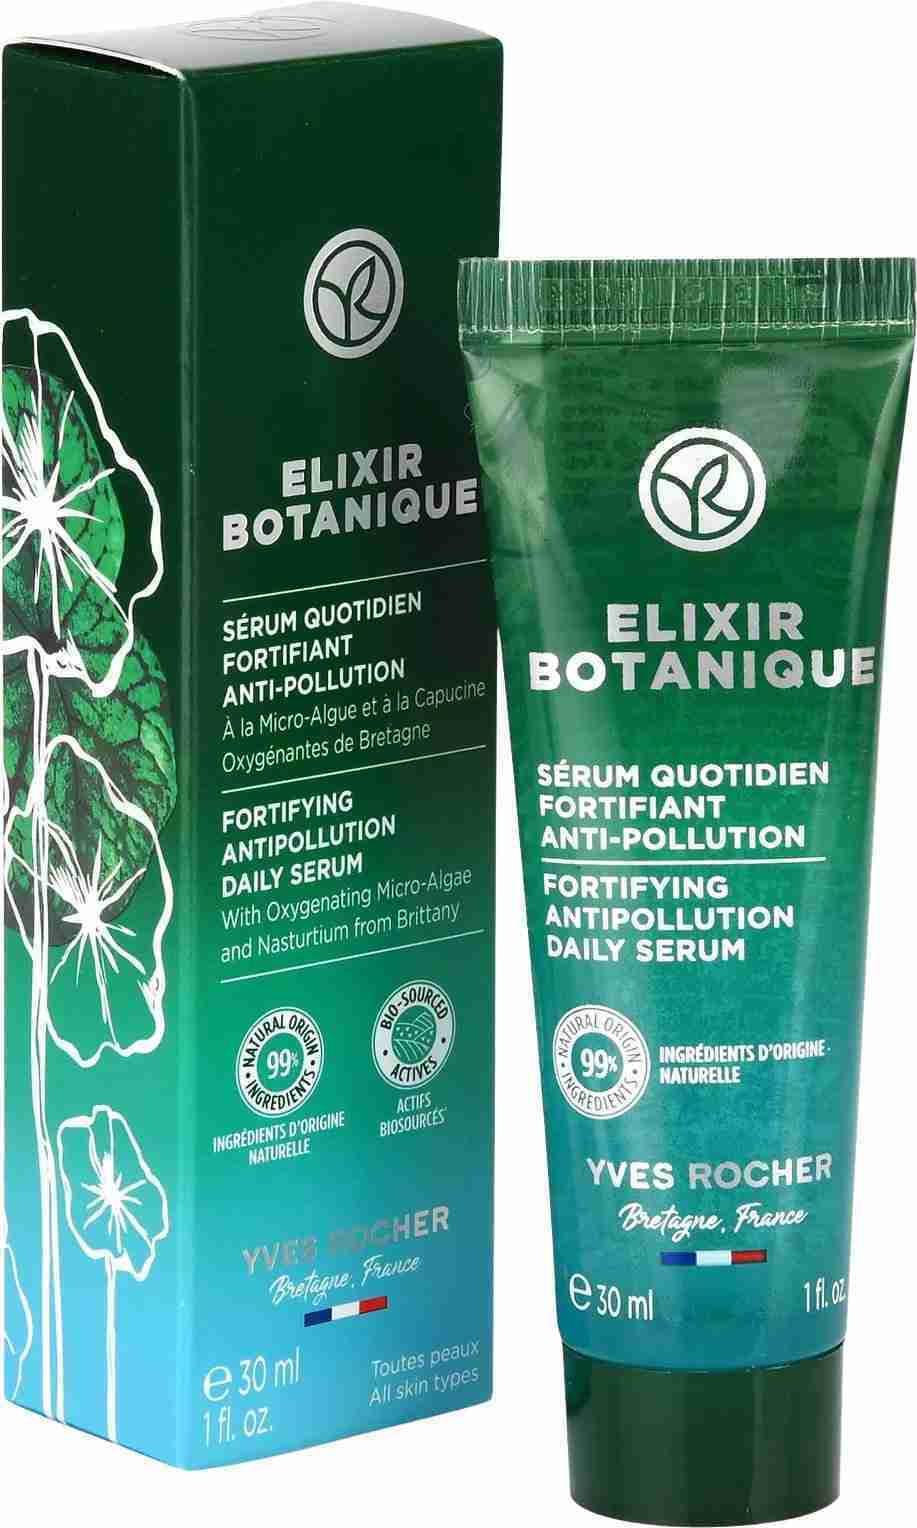 ELIXIR
BOTANIQUE
SÉRUM QUOTIDIEN
FORTIFIANT
ANTI-POLLUTION
À la Micro-Algue et à la Capucine
Oxygénantes de Bretagne
FORTIFYING
ANTIPOLLUTION
DAILY SERUM
With Oxygenating Micro-Algae
and Nasturtium from Brittany
NATURAL ORIGIN
99%
INGREDIENTS
INGRÉDIENTS D'ORIGINE
NATURELLE
BIO-SOURCED
ACTIVES
ACTIFS
BIOSOURCÉS*
YVES ROCHER
Bretagne, France
e 30 ml
1 fl. oz.
Toutes peaux
All skin types
ELIXIR
BOTANIQUE
SÉRUM QUOTIDIEN
FORTIFIANT
ANTI-POLLUTION
FORTIFYING
ANTIPOLLUTION
DAILY SERUM
NATURAL ORIGIN
99%
INGREDIENTS
INGRÉDIENTS D'ORIGINE
NATURELLE
YVES ROCHER
Bretagne, France
e 30 ml
1 fl. oz.